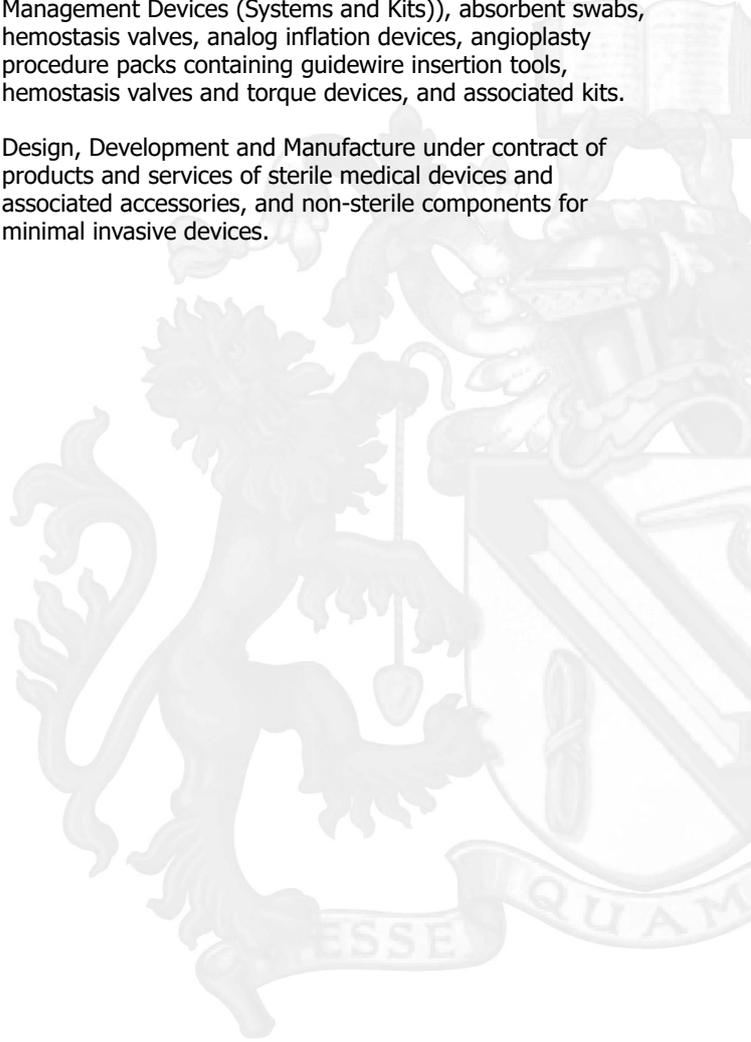 Management Devices (Systems and Kits)), absorbent swabs,
hemostasis valves, analog inflation devices, angioplasty
procedure packs containing guidewire insertion tools,
hemostasis valves and torque devices, and associated kits.
Design, Development and Manufacture under contract of
products and services of sterile medical devices and
associated accessories, and non-sterile components for
minimal invasive devices.
ESSE QUAM